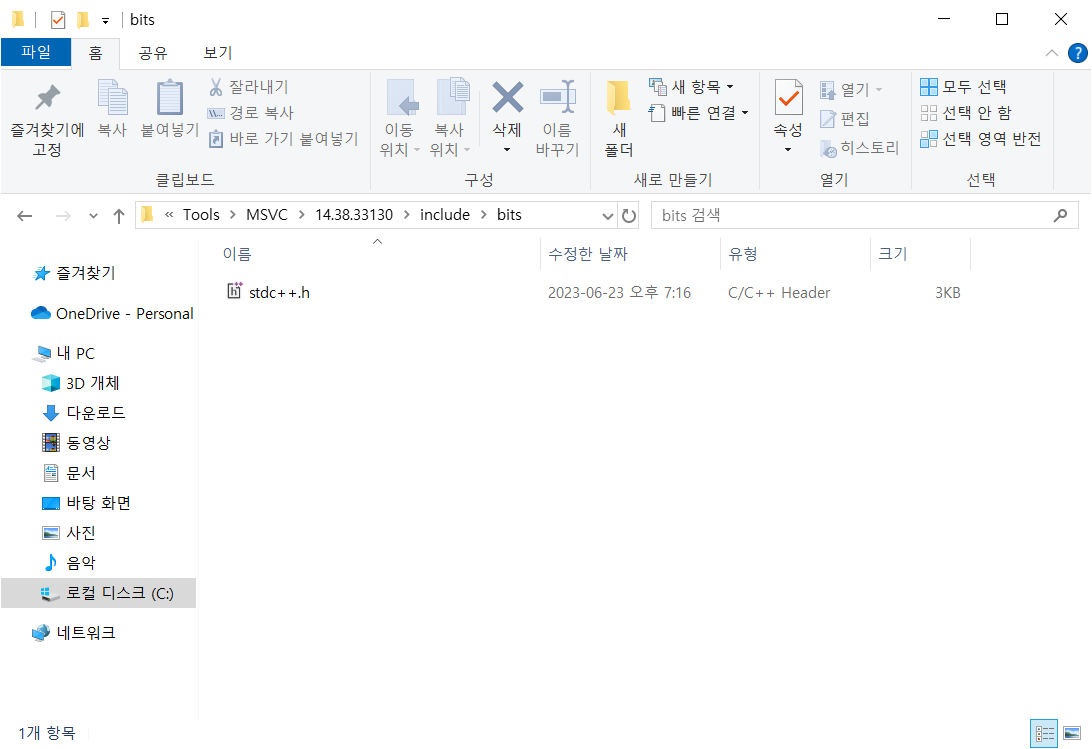 bits
파일 홈 공유 보기
즐겨찾기에
고정
복사
붙여넣기
잘라내기
경로 복사
바로 가기 붙여넣기
클립보드
이동
위치
복사
위치
삭제
이름
바꾸기
구성
새
폴더
새 항목
빠른 연결
새로 만들기
속성
열기
편집
히스토리
열기
모두 선택
선택 안 함
선택 영역 반전
선택
« Tools > MSVC > 14.38.33130 > include > bits
bits 검색
이름 수정한 날짜 유형 크기
stdc++.h 2023-06-23 오후 7:16 C/C++ Header 3KB
즐겨찾기
OneDrive - Personal
내 PC
3D 개체
다운로드
동영상
문서
바탕 화면
사진
음악
로컬 디스크 (C:)
네트워크
1개 항목